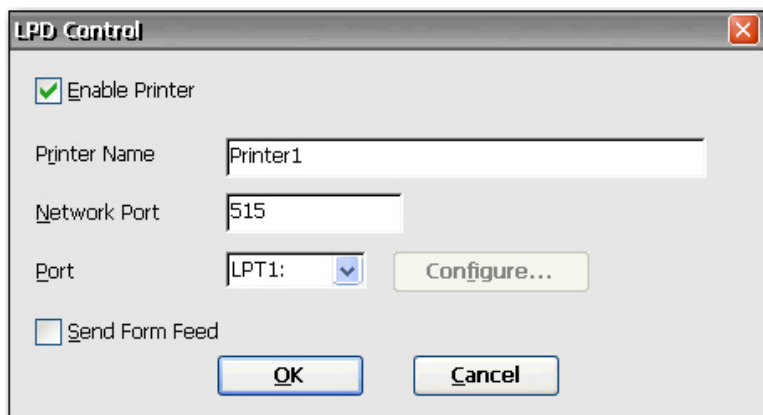 LPD Control
Enable Printer
Printer Name Printer1
Network Port 515
Port LPT1: Configure...
Send Form Feed
OK Cancel